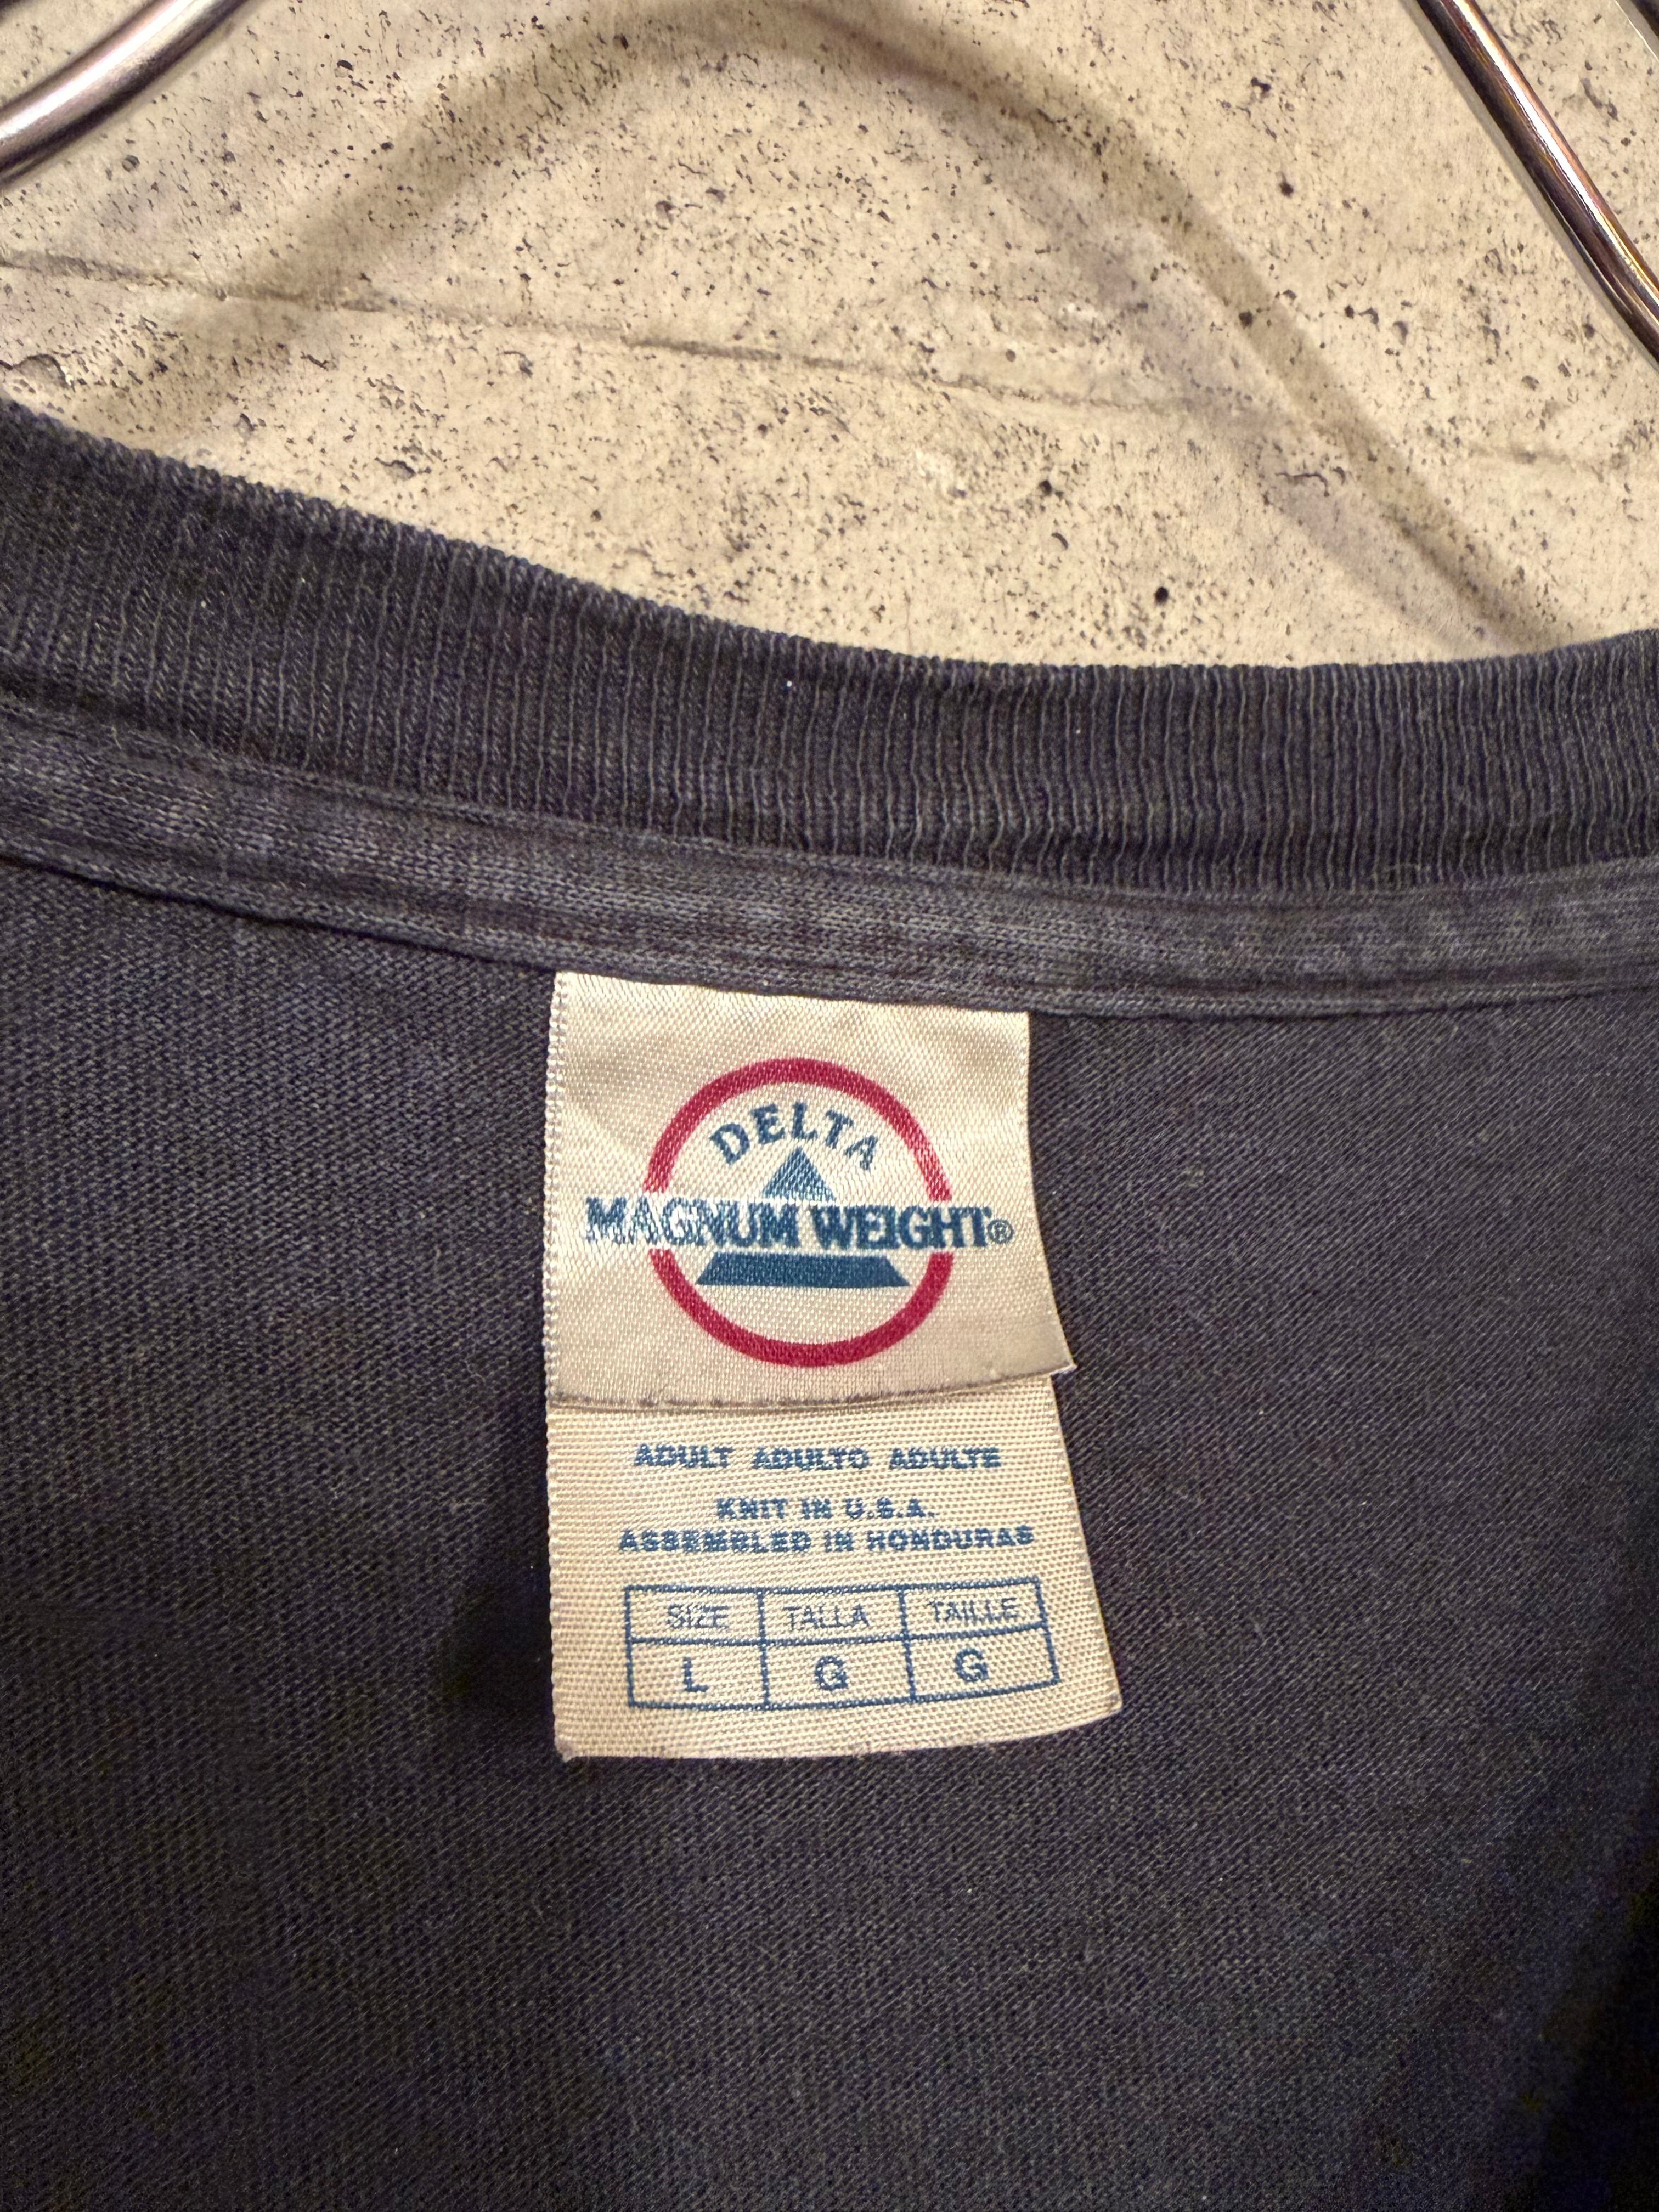 DELTA
MAGNUM WEIGHT®
ADULT ADULTO ADULTE
KNIT IN U.S.A.
ASSEMBLED IN HONDURAS
SIZE TALLA TAILLE
L G G